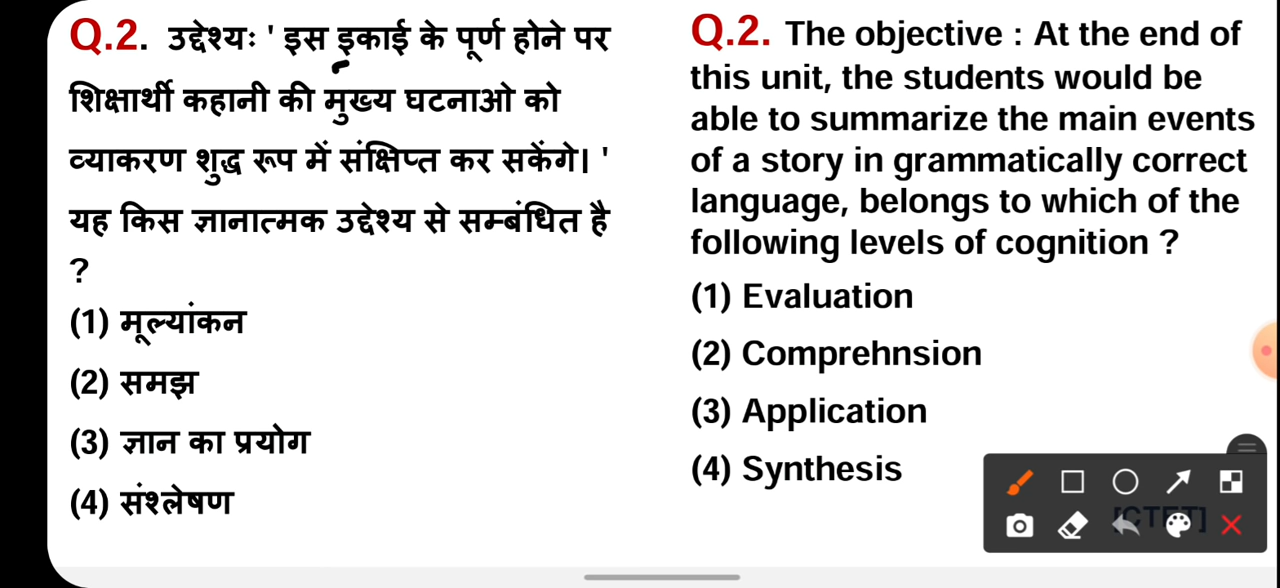 Q.2. उद्देश्यः ' इस इकाई के पूर्ण होने पर
शिक्षार्थी कहानी की मुख्य घटनाओ को
व्याकरण शुद्ध रूप में संक्षिप्त कर सकेंगे। '
यह किस ज्ञानात्मक उद्देश्य से सम्बंधित है
?
(1) मूल्यांकन
(2) समझ
(3) ज्ञान का प्रयोग
(4) संश्लेषण
Q.2. The objective : At the end of
this unit, the students would be
able to summarize the main events
of a story in grammatically correct
language, belongs to which of the
following levels of cognition ?
(1) Evaluation
(2) Comprehnsion
(3) Application
(4) Synthesis
[CTET]